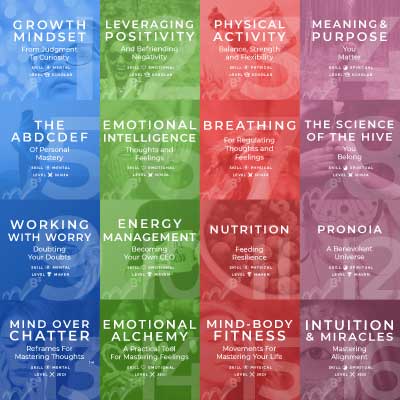 GROWTH
MINDSET
From Judgment
To Curiosity
SKILL MENTAL
LEVEL SCHOLAR
LEVERAGING
POSITIVITY
And Befriending
Negativity
SKILL EMOTIONAL
LEVEL SCHOLAR
PHYSICAL
ACTIVITY
Balance, Strength
and Flexibility
SKILL PHYSICAL
LEVEL SCHOLAR
MEANING &
PURPOSE
You
Matter
SKILL SPIRITUAL
LEVEL SCHOLAR
THE
ABDCDEF
Of Personal
Mastery
SKILL MENTAL
LEVEL NINJA
EMOTIONAL
INTELLIGENCE
Thoughts and
Feelings
SKILL EMOTIONAL
LEVEL NINJA
BREATHING
For Regulating
Thoughts and
Feelings
SKILL PHYSICAL
LEVEL NINJA
THE SCIENCE
OF THE HIVE
You
Belong
SKILL SPIRITUAL
LEVEL NINJA
WORKING
WITH WORRY
Doubting
Your Doubts
SKILL MENTAL
LEVEL MAVEN
ENERGY
MANAGEMENT
Becoming
Your Own CEO
SKILL EMOTIONAL
LEVEL MAVEN
NUTRITION
Feeding
Resilience
SKILL PHYSICAL
LEVEL MAVEN
PRONOIA
A Benevolent
Universe
SKILL SPIRITUAL
LEVEL MAVEN
MIND OVER
CHATTER
Reframes For
Mastering Thoughts
SKILL MENTAL
LEVEL JEDI
EMOTIONAL
ALCHEMY
A Practical Tool
For Mastering Feelings
SKILL EMOTIONAL
LEVEL JEDI
MIND-BODY
FITNESS
Movements For
Mastering Your Life
SKILL PHYSICAL
LEVEL JEDI
INTUITION
& MIRACLES
Mastering
Alignment
SKILL SPIRITUAL
LEVEL JEDI